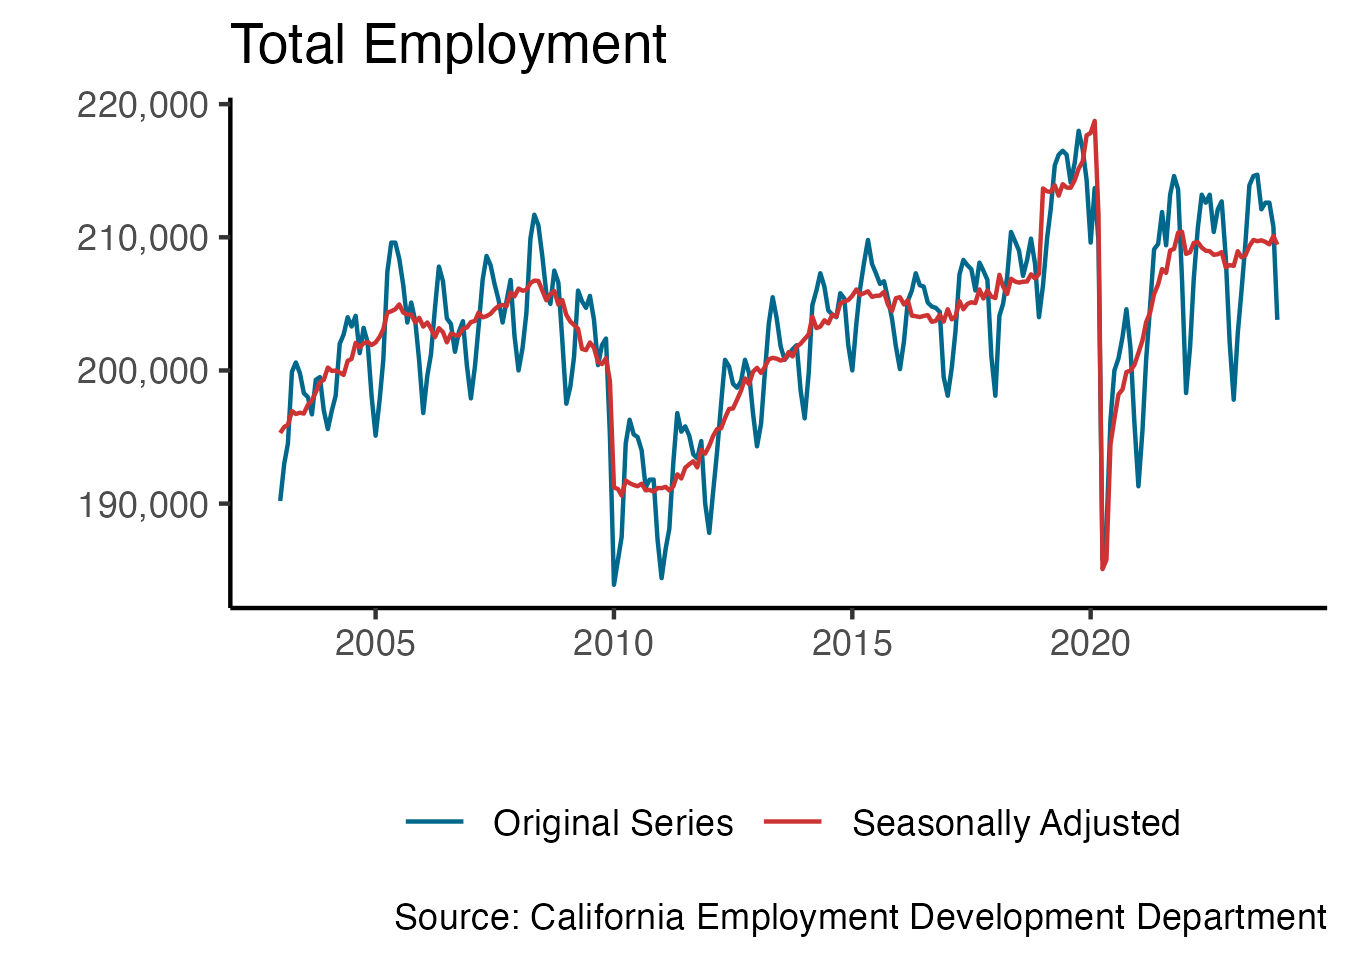 Total Employment
220,000
210,000
200,000
190,000
2005 2010 2015 2020
Original Series Seasonally Adjusted
Source: California Employment Development Department